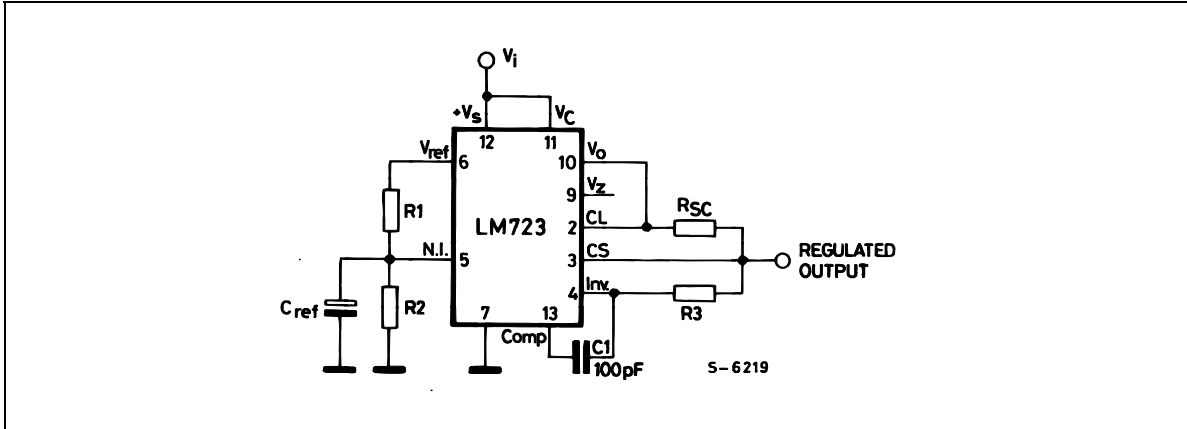 Vi
+Vs
VC
12
11
Vref
6
Vo
10
Vz
9
R1
LM723
CL
2
RSC
N.I.
5
CS
3
REGULATED
OUTPUT
Inv.
4
Cref
R2
R3
7
13
Comp
C1
100pF
S-6219